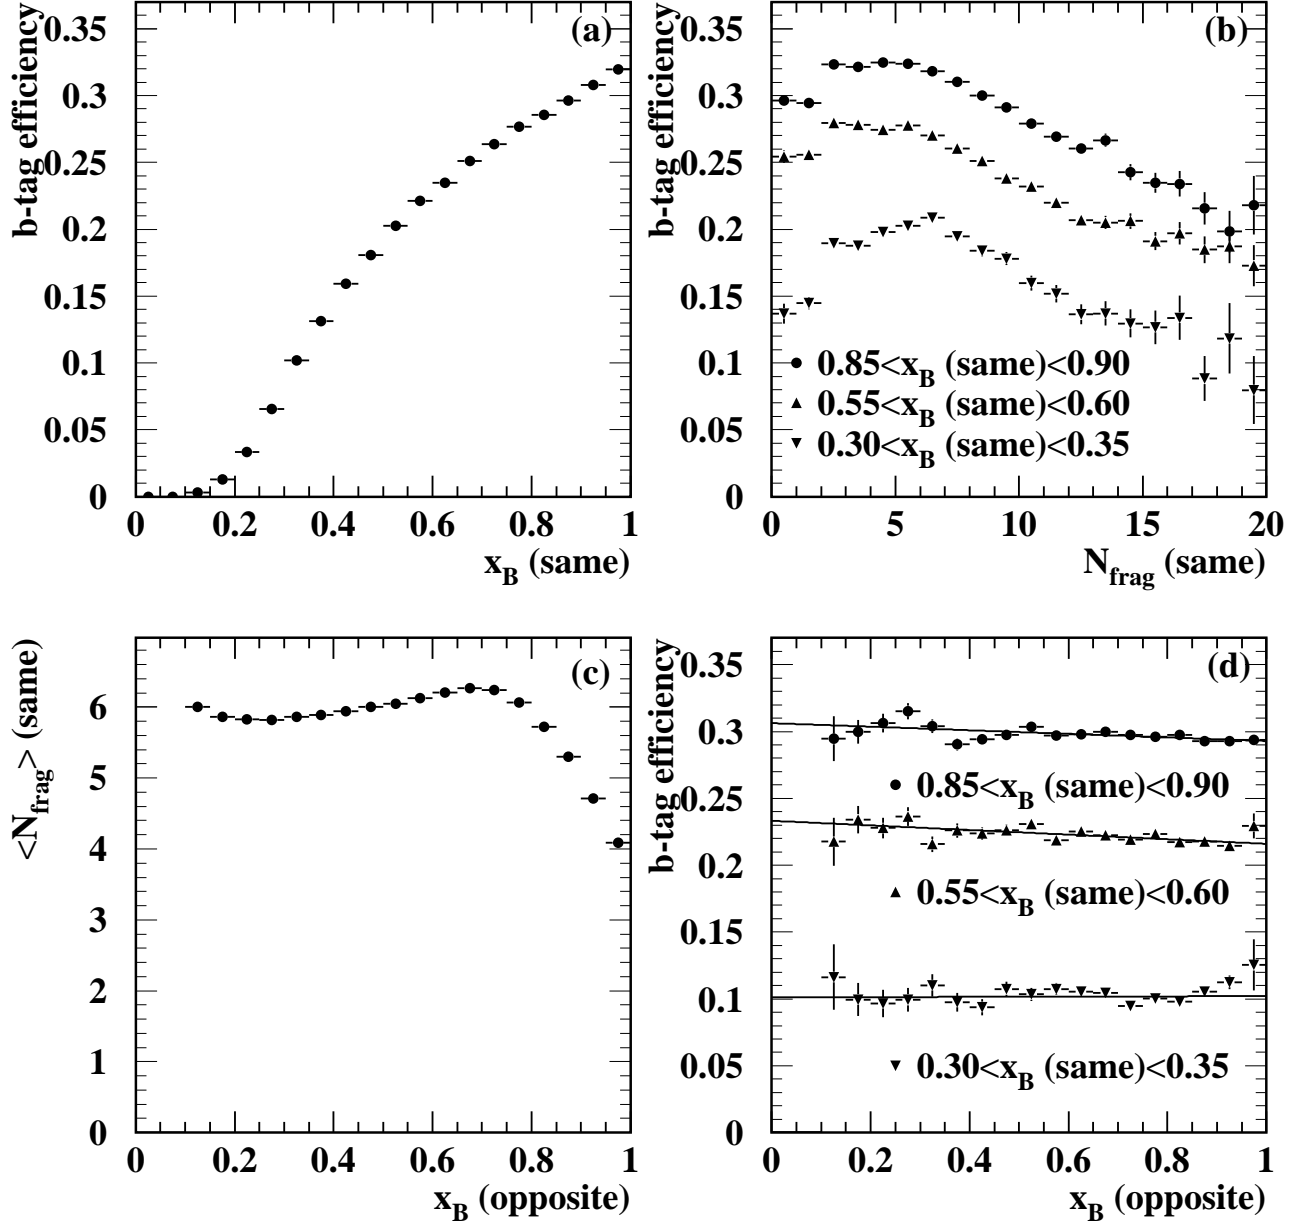 (a)
b-tag efficiency
0.35
0.3
0.25
0.2
0.15
0.1
0.05
0
0 0.2 0.4 0.6 0.8 1
x_B (same)
(b)
b-tag efficiency
0.35
0.3
0.25
0.2
0.15
0.1
0.05
0
0.85<x_B (same)<0.90
0.55<x_B (same)<0.60
0.30<x_B (same)<0.35
0 5 10 15 20
N_frag (same)
(c)
<N_frag> (same)
6
5
4
3
2
1
0
0 0.2 0.4 0.6 0.8 1
x_B (opposite)
(d)
b-tag efficiency
0.35
0.3
0.25
0.2
0.15
0.1
0.05
0
0.85<x_B (same)<0.90
0.55<x_B (same)<0.60
0.30<x_B (same)<0.35
0 0.2 0.4 0.6 0.8 1
x_B (opposite)